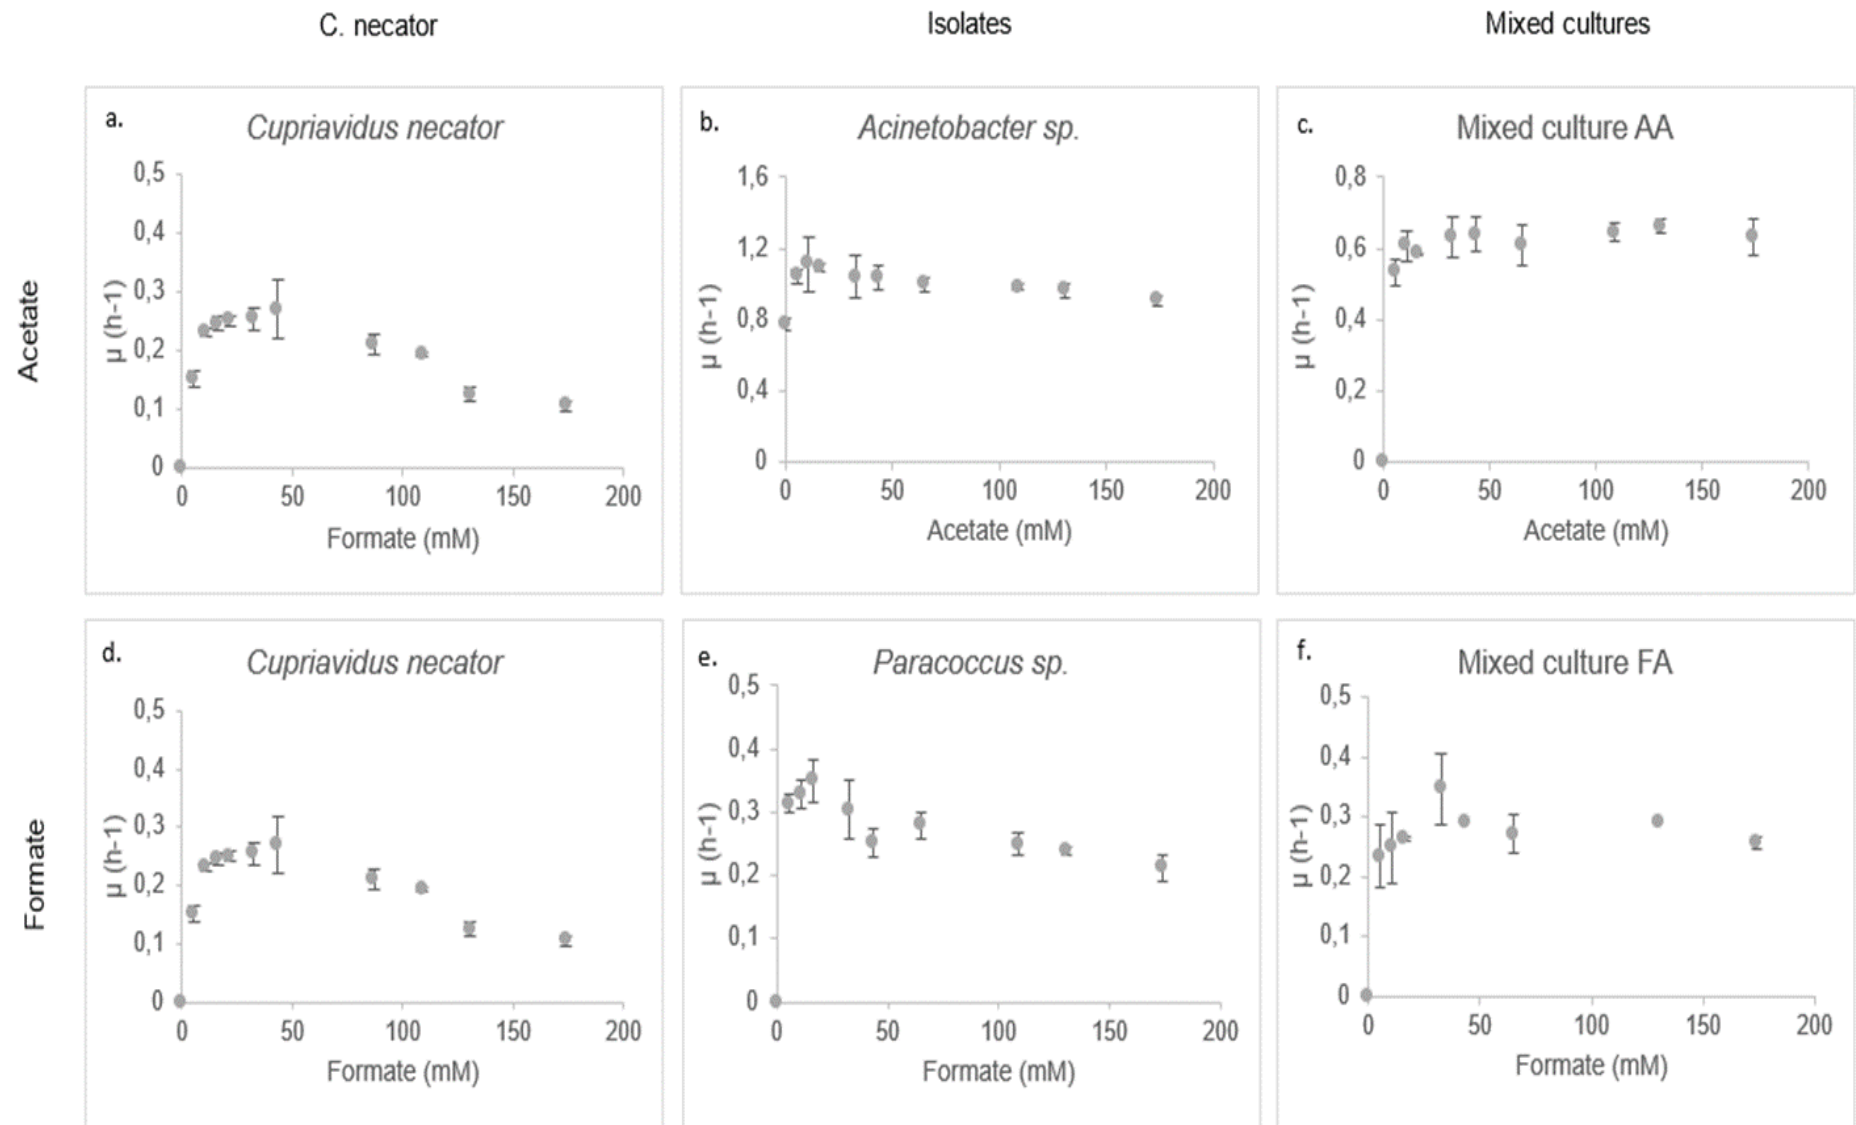 C. necator
Isolates
Mixed cultures
Acetate
a.
Cupriavidus necator
0,5
0,4
0,3
0,2
0,1
0
μ (h-1)
0 50 100 150 200
Formate (mM)
b.
Acinetobacter sp.
1,6
1,2
0,8
0,4
0
μ (h-1)
0 50 100 150 200
Acetate (mM)
c.
Mixed culture AA
0,8
0,6
0,4
0,2
0
μ (h-1)
0 50 100 150 200
Acetate (mM)
Formate
d.
Cupriavidus necator
0,5
0,4
0,3
0,2
0,1
0
μ (h-1)
0 50 100 150 200
Formate (mM)
e.
Paracoccus sp.
0,5
0,4
0,3
0,2
0,1
0
μ (h-1)
0 50 100 150 200
Formate (mM)
f.
Mixed culture FA
0,5
0,4
0,3
0,2
0,1
0
μ (h-1)
0 50 100 150 200
Formate (mM)